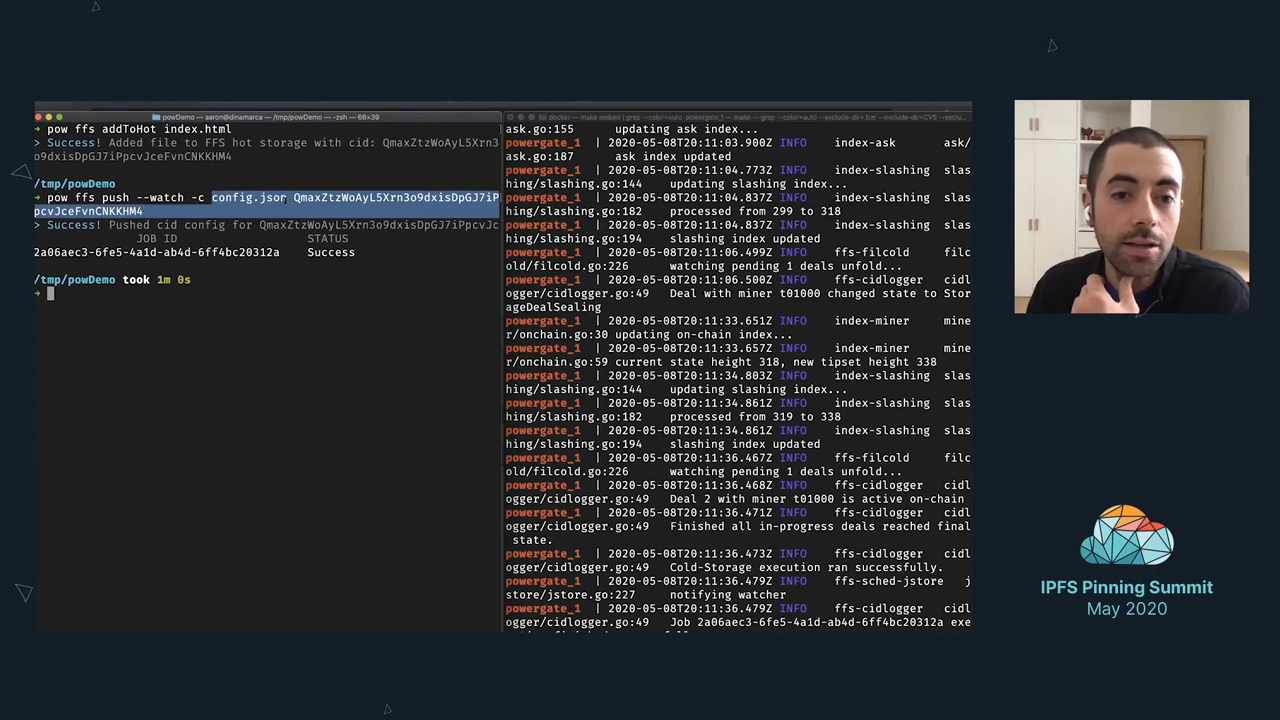 powDemo — aaron@dinamarca — /tmp/powDemo — -zsh — 68×39
→ pow ffs addToHot index.html
> Success! Added file to FFS hot storage with cid: QmaxZtzWoAyL5Xrn3
o9dxisDpGJ7iPpcvJceFvnCNKKHM4
/tmp/powDemo
→ pow ffs push --watch -c config.json QmaxZtzWoAyL5Xrn3o9dxisDpGJ7iP
pcvJceFvnCNKKHM4
> Success! Pushed cid config for QmaxZtzWoAyL5Xrn3o9dxisDpGJ7iPpcvJc
JOB ID STATUS
2a06aec3-6fe5-4a1d-ab4d-6ff4bc20312a Success
/tmp/powDemo took 1m 0s
→
docker — make embed | grep --color=auto powergate_1 — make — grep --color=auto --exclude-dir=.bzr --exclude-dir=CVS --exclu...
ask.go:155 updating ask index...
powergate_1 | 2020-05-08T20:11:03.900Z INFO index-ask ask/
ask.go:187 ask index updated
powergate_1 | 2020-05-08T20:11:04.773Z INFO index-slashing slas
hing/slashing.go:144 updating slashing index...
powergate_1 | 2020-05-08T20:11:04.837Z INFO index-slashing slas
hing/slashing.go:182 processed from 299 to 318
powergate_1 | 2020-05-08T20:11:04.837Z INFO index-slashing slas
hing/slashing.go:194 slashing index updated
powergate_1 | 2020-05-08T20:11:06.499Z INFO ffs-filcold filc
old/filcold.go:226 watching pending 1 deals unfold...
powergate_1 | 2020-05-08T20:11:06.500Z INFO ffs-cidlogger cidl
ogger/cidlogger.go:49 Deal with miner t01000 changed state to Stor
ageDealSealing
powergate_1 | 2020-05-08T20:11:33.651Z INFO index-miner mine
r/onchain.go:30 updating on-chain index...
powergate_1 | 2020-05-08T20:11:33.657Z INFO index-miner mine
r/onchain.go:59 current state height 318, new tipset height 338
powergate_1 | 2020-05-08T20:11:34.803Z INFO index-slashing slas
hing/slashing.go:144 updating slashing index...
powergate_1 | 2020-05-08T20:11:34.861Z INFO index-slashing slas
hing/slashing.go:182 processed from 319 to 338
powergate_1 | 2020-05-08T20:11:34.861Z INFO index-slashing slas
hing/slashing.go:194 slashing index updated
powergate_1 | 2020-05-08T20:11:36.467Z INFO ffs-filcold filc
old/filcold.go:226 watching pending 1 deals unfold...
powergate_1 | 2020-05-08T20:11:36.468Z INFO ffs-cidlogger cidl
ogger/cidlogger.go:49 Deal 2 with miner t01000 is active on-chain
powergate_1 | 2020-05-08T20:11:36.471Z INFO ffs-cidlogger cidl
ogger/cidlogger.go:49 Finished all in-progress deals reached final
state.
powergate_1 | 2020-05-08T20:11:36.473Z INFO ffs-cidlogger cidl
ogger/cidlogger.go:49 Cold-Storage execution ran successfully.
powergate_1 | 2020-05-08T20:11:36.479Z INFO ffs-sched-jstore j
store/jstore.go:227 notifying watcher
powergate_1 | 2020-05-08T20:11:36.479Z INFO ffs-cidlogger cidl
ogger/cidlogger.go:49 Job 2a06aec3-6fe5-4a1d-ab4d-6ff4bc20312a exe
IPFS Pinning Summit
May 2020